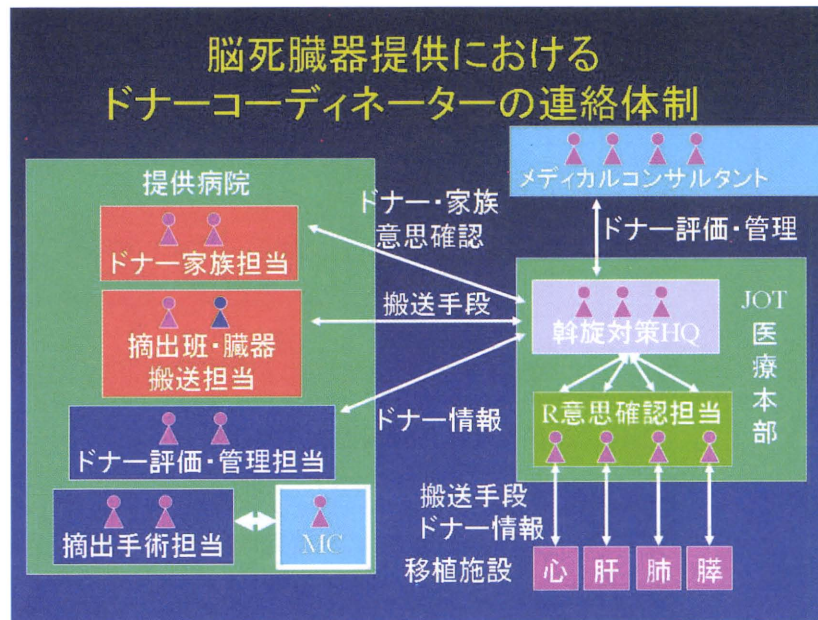 脳死臓器提供における
ドナーコーディネーターの連絡体制
提供病院
ドナー家族担当
摘出班・臓器
搬送担当
ドナー評価・管理担当
摘出手術担当
MC
ドナー・家族
意思確認
搬送手段
ドナー情報
メディカルコンサルタント
ドナー評価・管理
JOT
医
療
本
部
斡旋対策HQ
R意思確認担当
搬送手段
ドナー情報
移植施設
心
肝
肺
膵